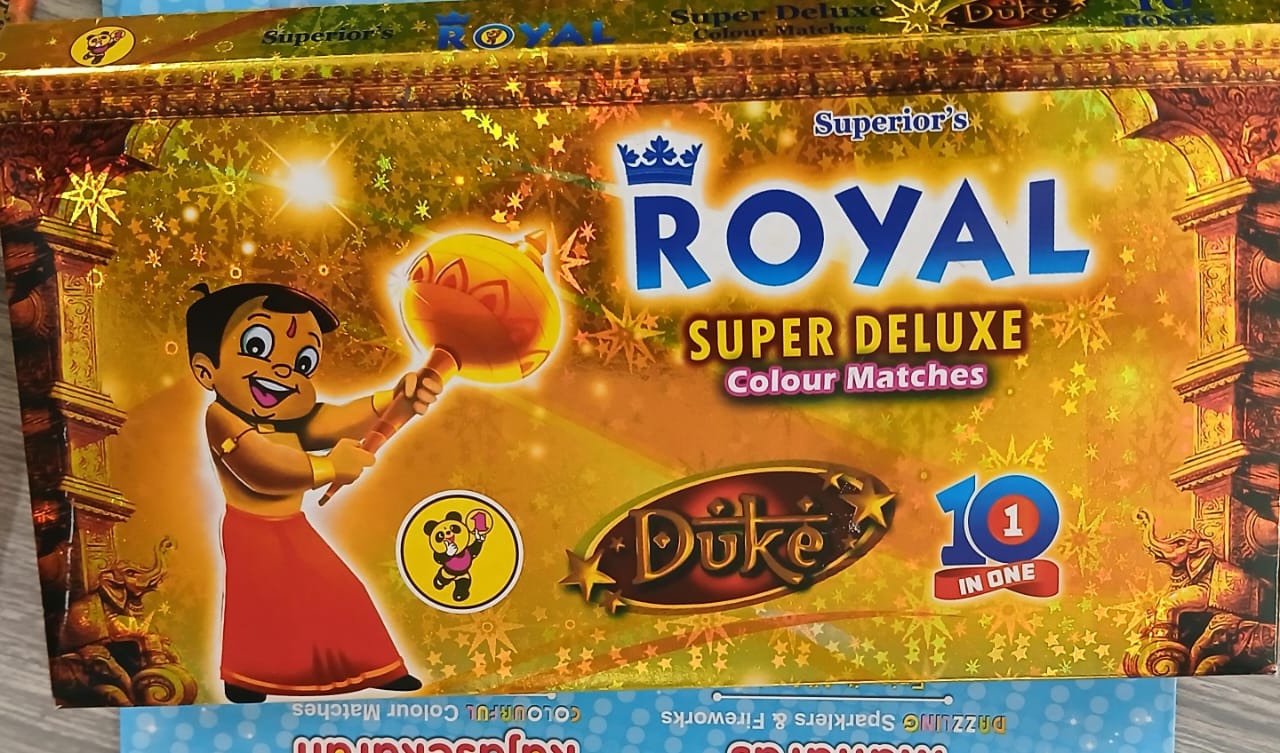 Superior's ROYAL Super Deluxe Duke 10
Colour Matches BOXES
Superior's
ROYAL
SUPER DELUXE
Colour Matches
Duke
10 1
IN ONE
DAZZLING Sparklers & Fireworks
COLOURFUL Colour Matches
Rajasekaran